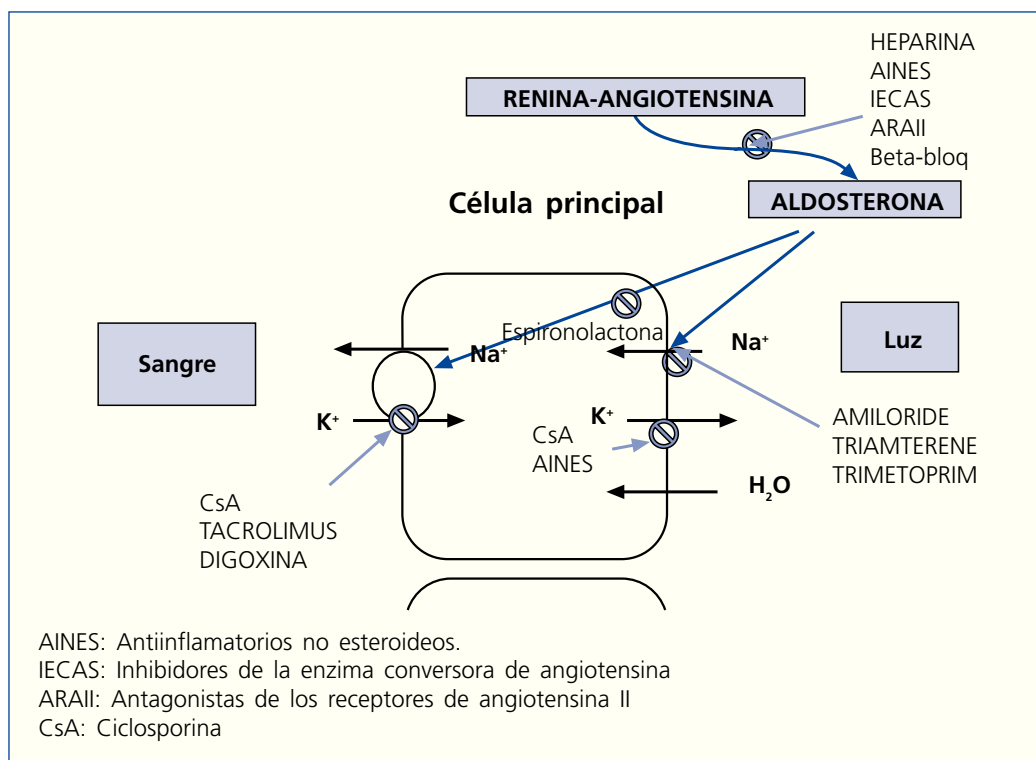 HEPARINA
AINES
IECAS
ARAII
Beta-bloq
RENINA-ANGIOTENSINA
ALDOSTERONA
Célula principal
Espironolactona
Sangre
Na⁺
Na⁺
Luz
K⁺
K⁺
CsA
AINES
AMILORIDE
TRIAMTERENE
TRIMETOPRIM
H₂O
CsA
TACROLIMUS
DIGOXINA
AINES: Antiinflamatorios no esteroideos.
IECAS: Inhibidores de la enzima conversora de angiotensina
ARAII: Antagonistas de los receptores de angiotensina II
CsA: Ciclosporina